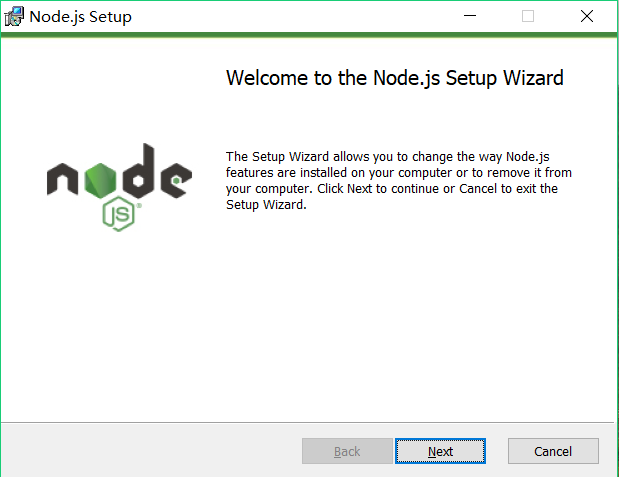 Node.js Setup
Welcome to the Node.js Setup Wizard
The Setup Wizard allows you to change the way Node.js
features are installed on your computer or to remove it from
your computer. Click Next to continue or Cancel to exit the
Setup Wizard.
node
JS®
Back
Next
Cancel